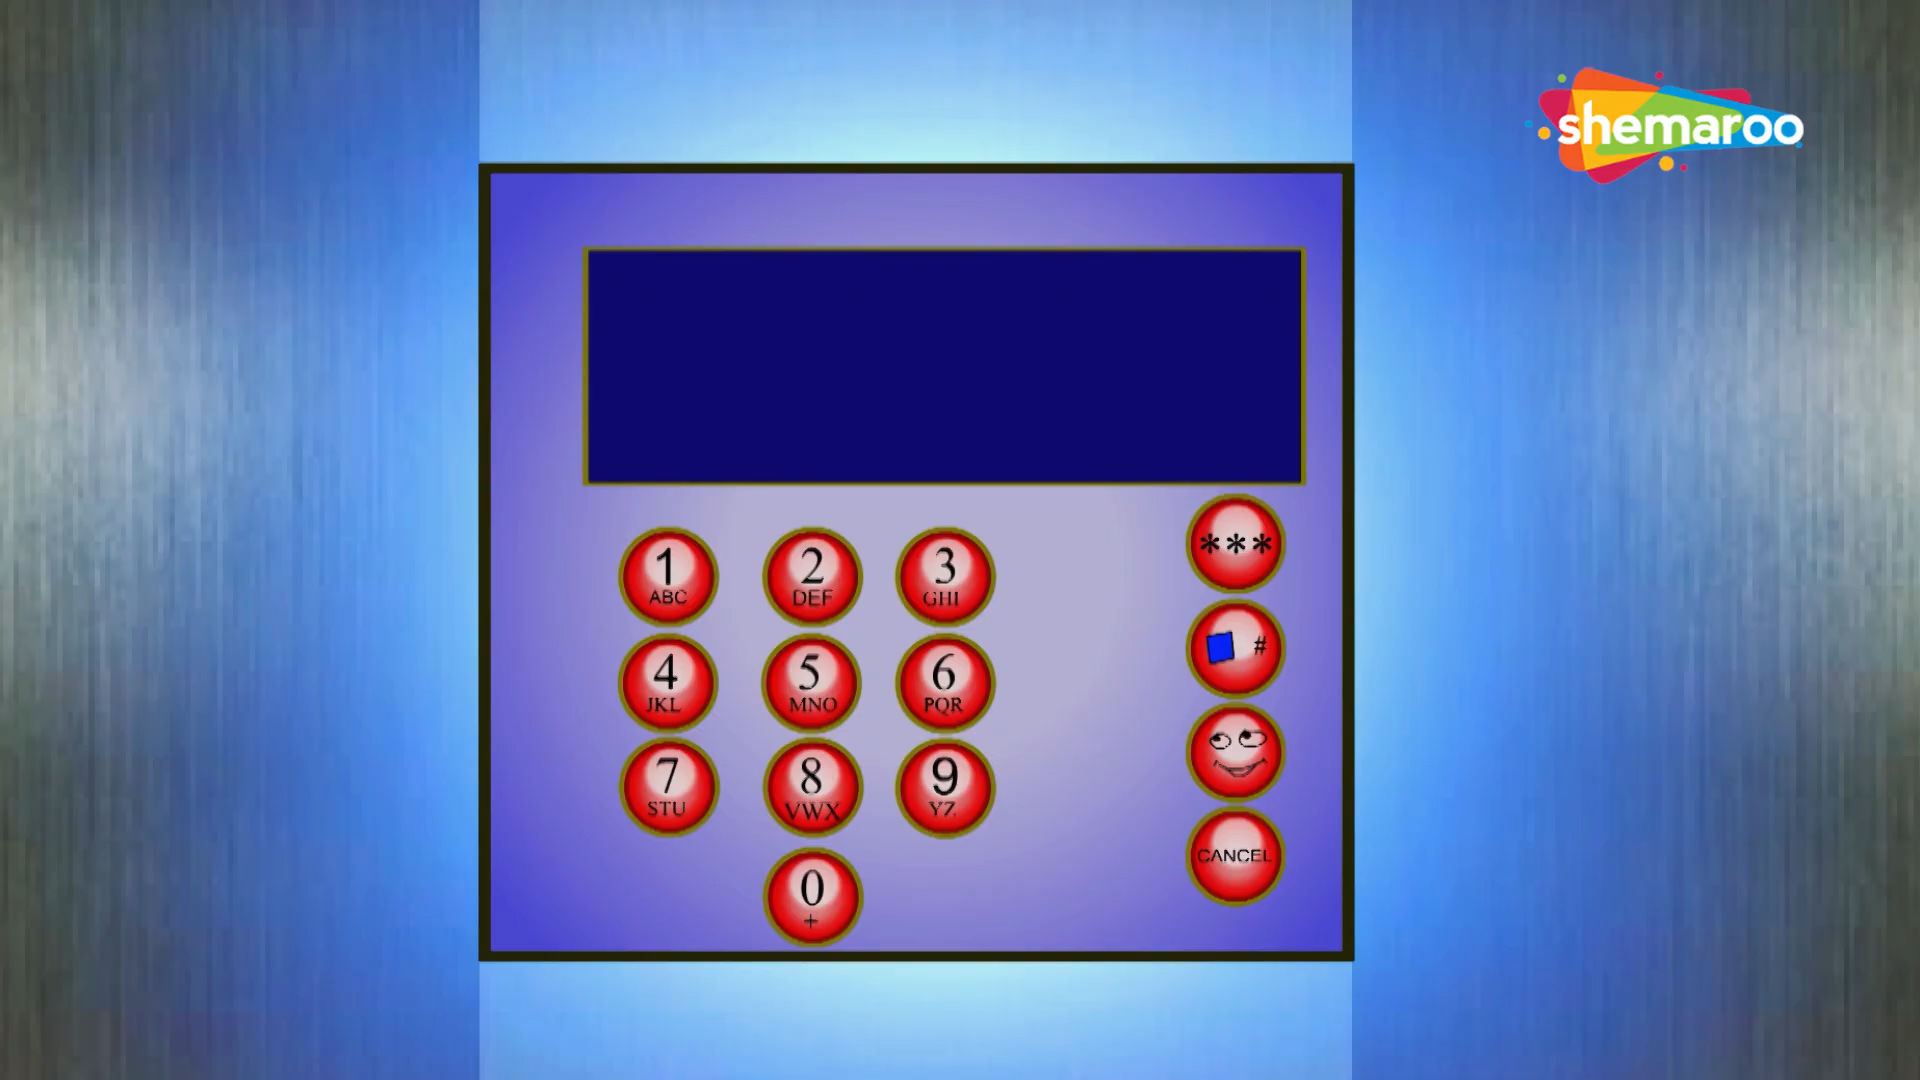 shemaroo
***
1 2 3
ABC DEF GHI
#
4 5 6
JKL MNO PQR
7 8 9
STU VWX YZ
CANCEL
0
+